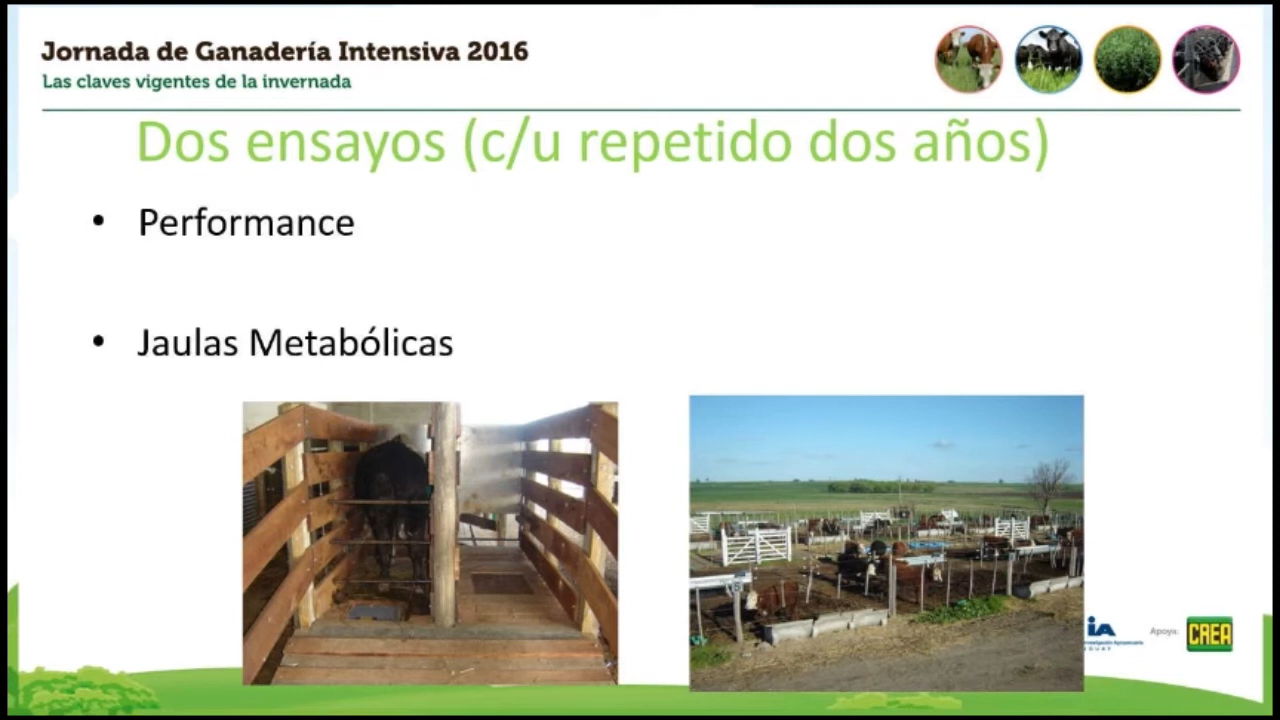 Jornada de Ganadería Intensiva 2016
Las claves vigentes de la invernada
Dos ensayos (c/u repetido dos años)
• Performance
• Jaulas Metabólicas
Apoya:
CREA